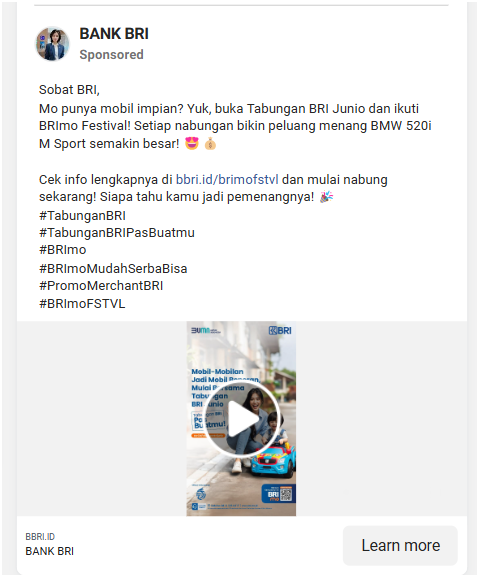 BANK BRI
Sponsored
Sobat BRI,
Mo punya mobil impian? Yuk, buka Tabungan BRI Junio dan ikuti
BRImo Festival! Setiap nabungan bikin peluang menang BMW 520i
M Sport semakin besar! 😍💰
Cek info lengkapnya di bbri.id/brimofstvl dan mulai nabung
sekarang! Siapa tahu kamu jadi pemenangnya! 🎉
#TabunganBRI
#TabunganBRIPasBuatmu
#BRImo
#BRImoMudahSerbaBisa
#PromoMerchantBRI
#BRImoFSTVL
BUMN
BRI
Mobil-Mobilan
Jadi Mobil
Mulai
Tabungan
BRI Junio
Pas
Buatmu!
BRI
BBRI.ID
BANK BRI
Learn more